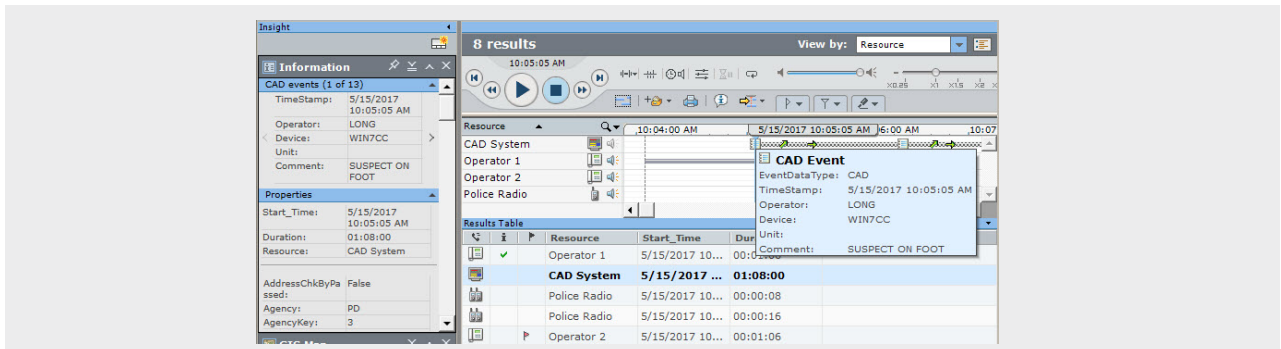 Insight
Information
CAD events (1 of 13)
TimeStamp: 5/15/2017 10:05:05 AM
Operator: LONG
Device: WIN7CC
Unit:
Comment: SUSPECT ON FOOT
Properties
Start_Time: 5/15/2017 10:05:05 AM
Duration: 01:08:00
Resource: CAD System
AddressChkByPassed: False
Agency: PD
AgencyKey: 3
8 results
View by: Resource
10:05:05 AM
x0.25 x1 x1.5 x2
Resource
10:04:00 AM 5/15/2017 10:05:05 AM 6:00 AM 10:07
CAD System
Operator 1
Operator 2
Police Radio
CAD Event
EventDataType: CAD
TimeStamp: 5/15/2017 10:05:05 AM
Operator: LONG
Device: WIN7CC
Unit:
Comment: SUSPECT ON FOOT
Results Table
Resource Start_Time Dur
Operator 1 5/15/2017 10...
CAD System 5/15/2017 ... 01:08:00
Police Radio 5/15/2017 10... 00:00:08
Police Radio 5/15/2017 10... 00:00:16
Operator 2 5/15/2017 10... 00:01:06